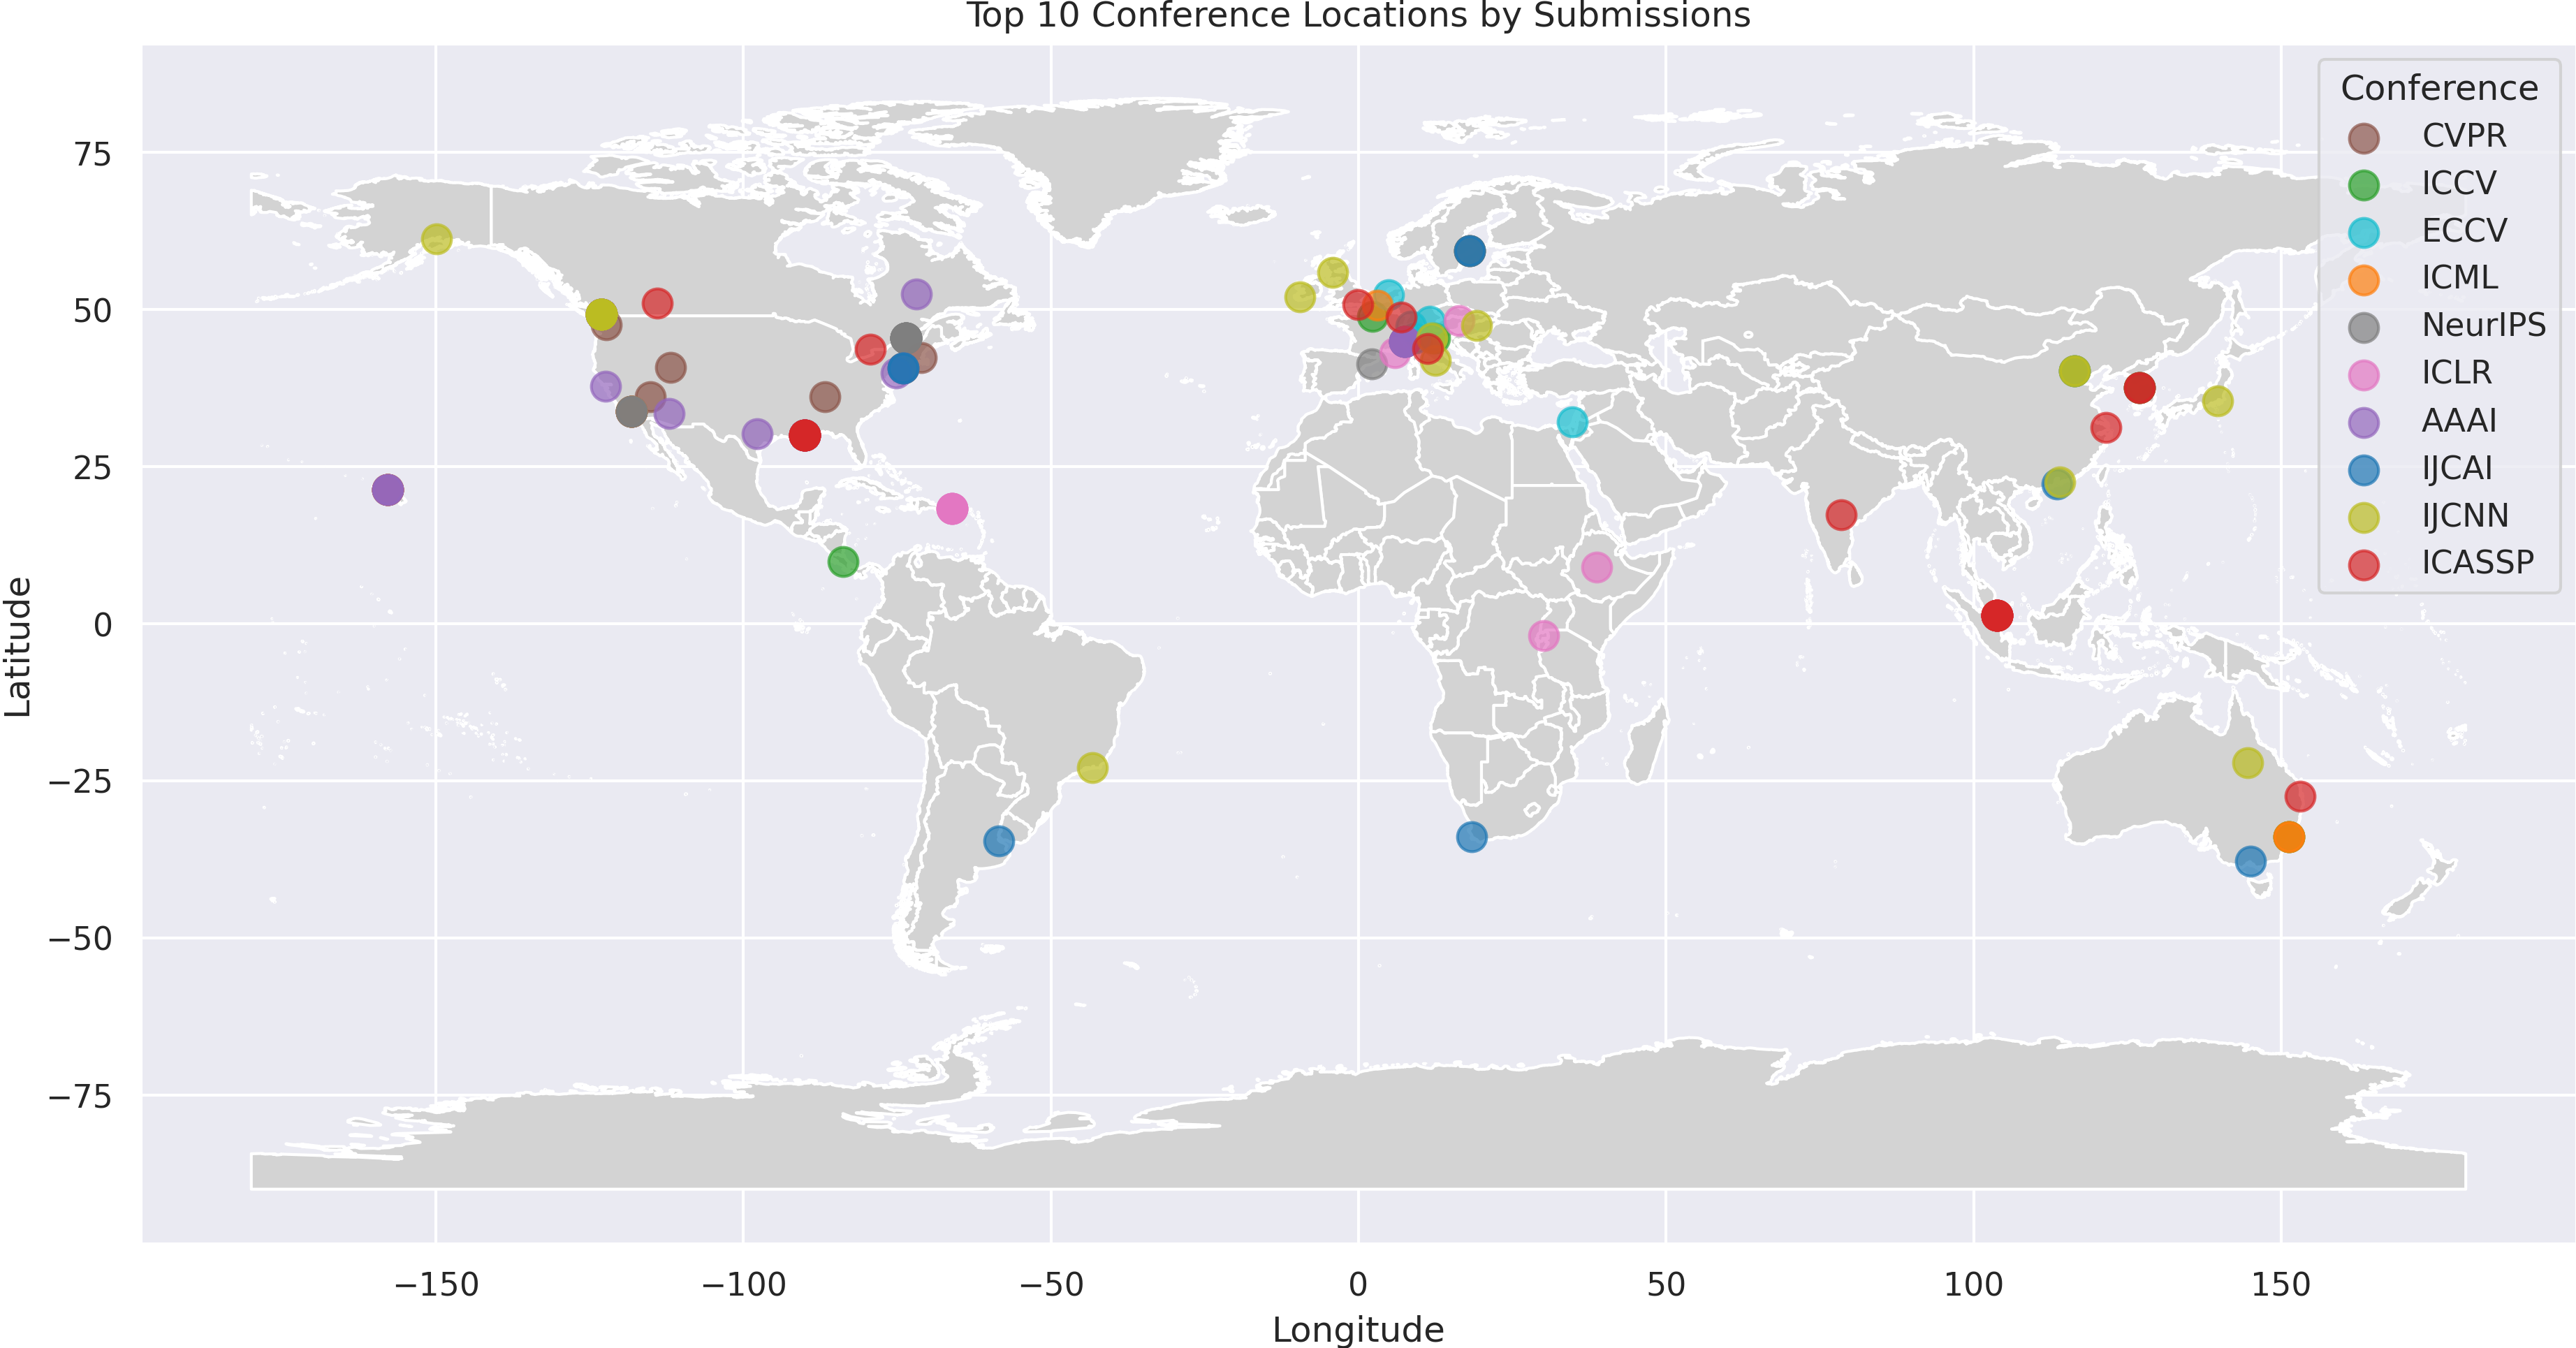 Top 10 Conference Locations by Submissions
Conference
CVPR
ICCV
ECCV
ICML
NeurIPS
ICLR
AAAI
IJCAI
IJCNN
ICASSP
75
50
25
0
−25
−50
−75
Latitude
−150
−100
−50
0
50
100
150
Longitude